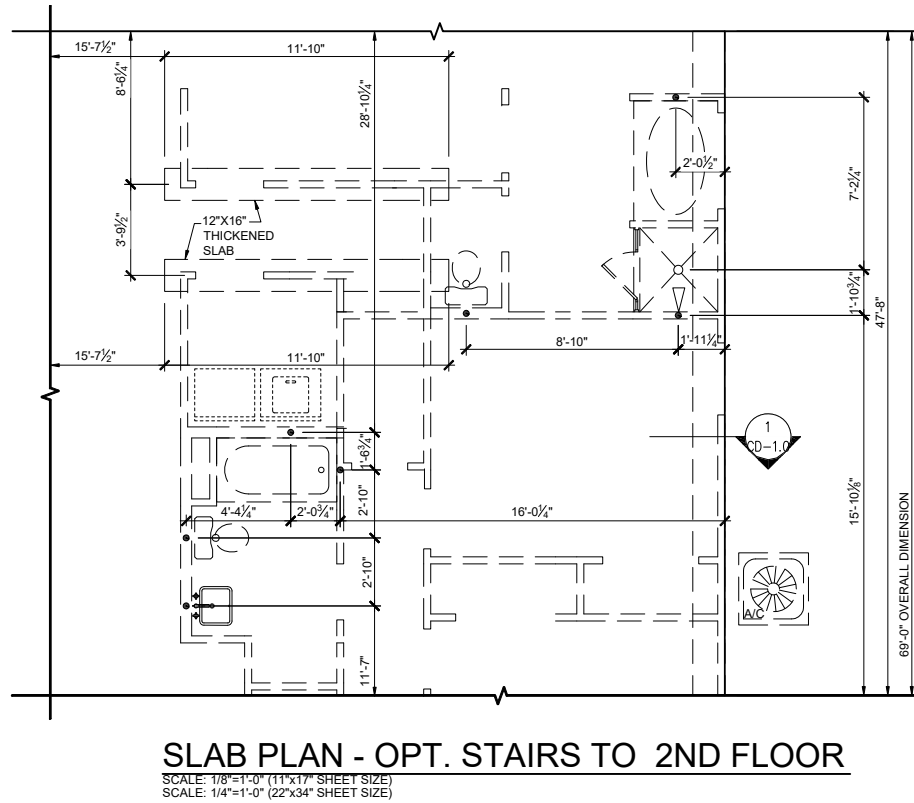 15'-7½"
11'-10"
8'-6¼"
28'-10¼"
2'-0½"
7'-2¼"
3'-9½"
12"X16"
THICKENED
SLAB
1'-10¾"
47'-8"
8'-10"
1'-11¼"
15'-7½"
11'-10"
1
CD-1.0
1'-6¾"
2'-10"
4'-4¼"
2'-0¾"
16'-0¼"
15'-10⅛"
2'-10"
A/C
69'-0" OVERALL DIMENSION
11'-7"
SLAB PLAN - OPT. STAIRS TO 2ND FLOOR
SCALE: 1/8"=1'-0" (11"x17" SHEET SIZE)
SCALE: 1/4"=1'-0" (22"x34" SHEET SIZE)